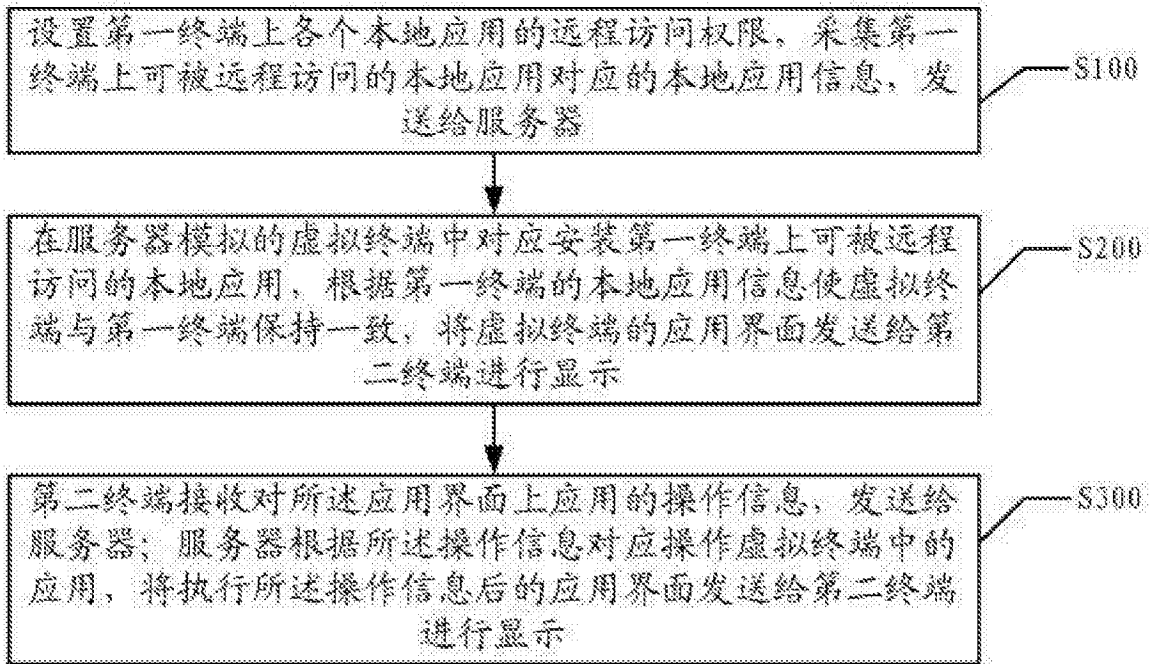 设置第一终端上各个本地应用的远程访问权限，采集第一
终端上可被远程访问的本地应用对应的本地应用信息，发
送给服务器
S100
在服务器模拟的虚拟终端中对应安装第一终端上可被远程
访问的本地应用，根据第一终端的本地应用信息使虚拟终
端与第一终端保持一致，将虚拟终端的应用界面发送给第
二终端进行显示
S200
第二终端接收对所述应用界面上应用的操作信息，发送给
服务器；服务器根据所述操作信息对应操作虚拟终端中的
应用，将执行所述操作信息后的应用界面发送给第二终端
进行显示
S300